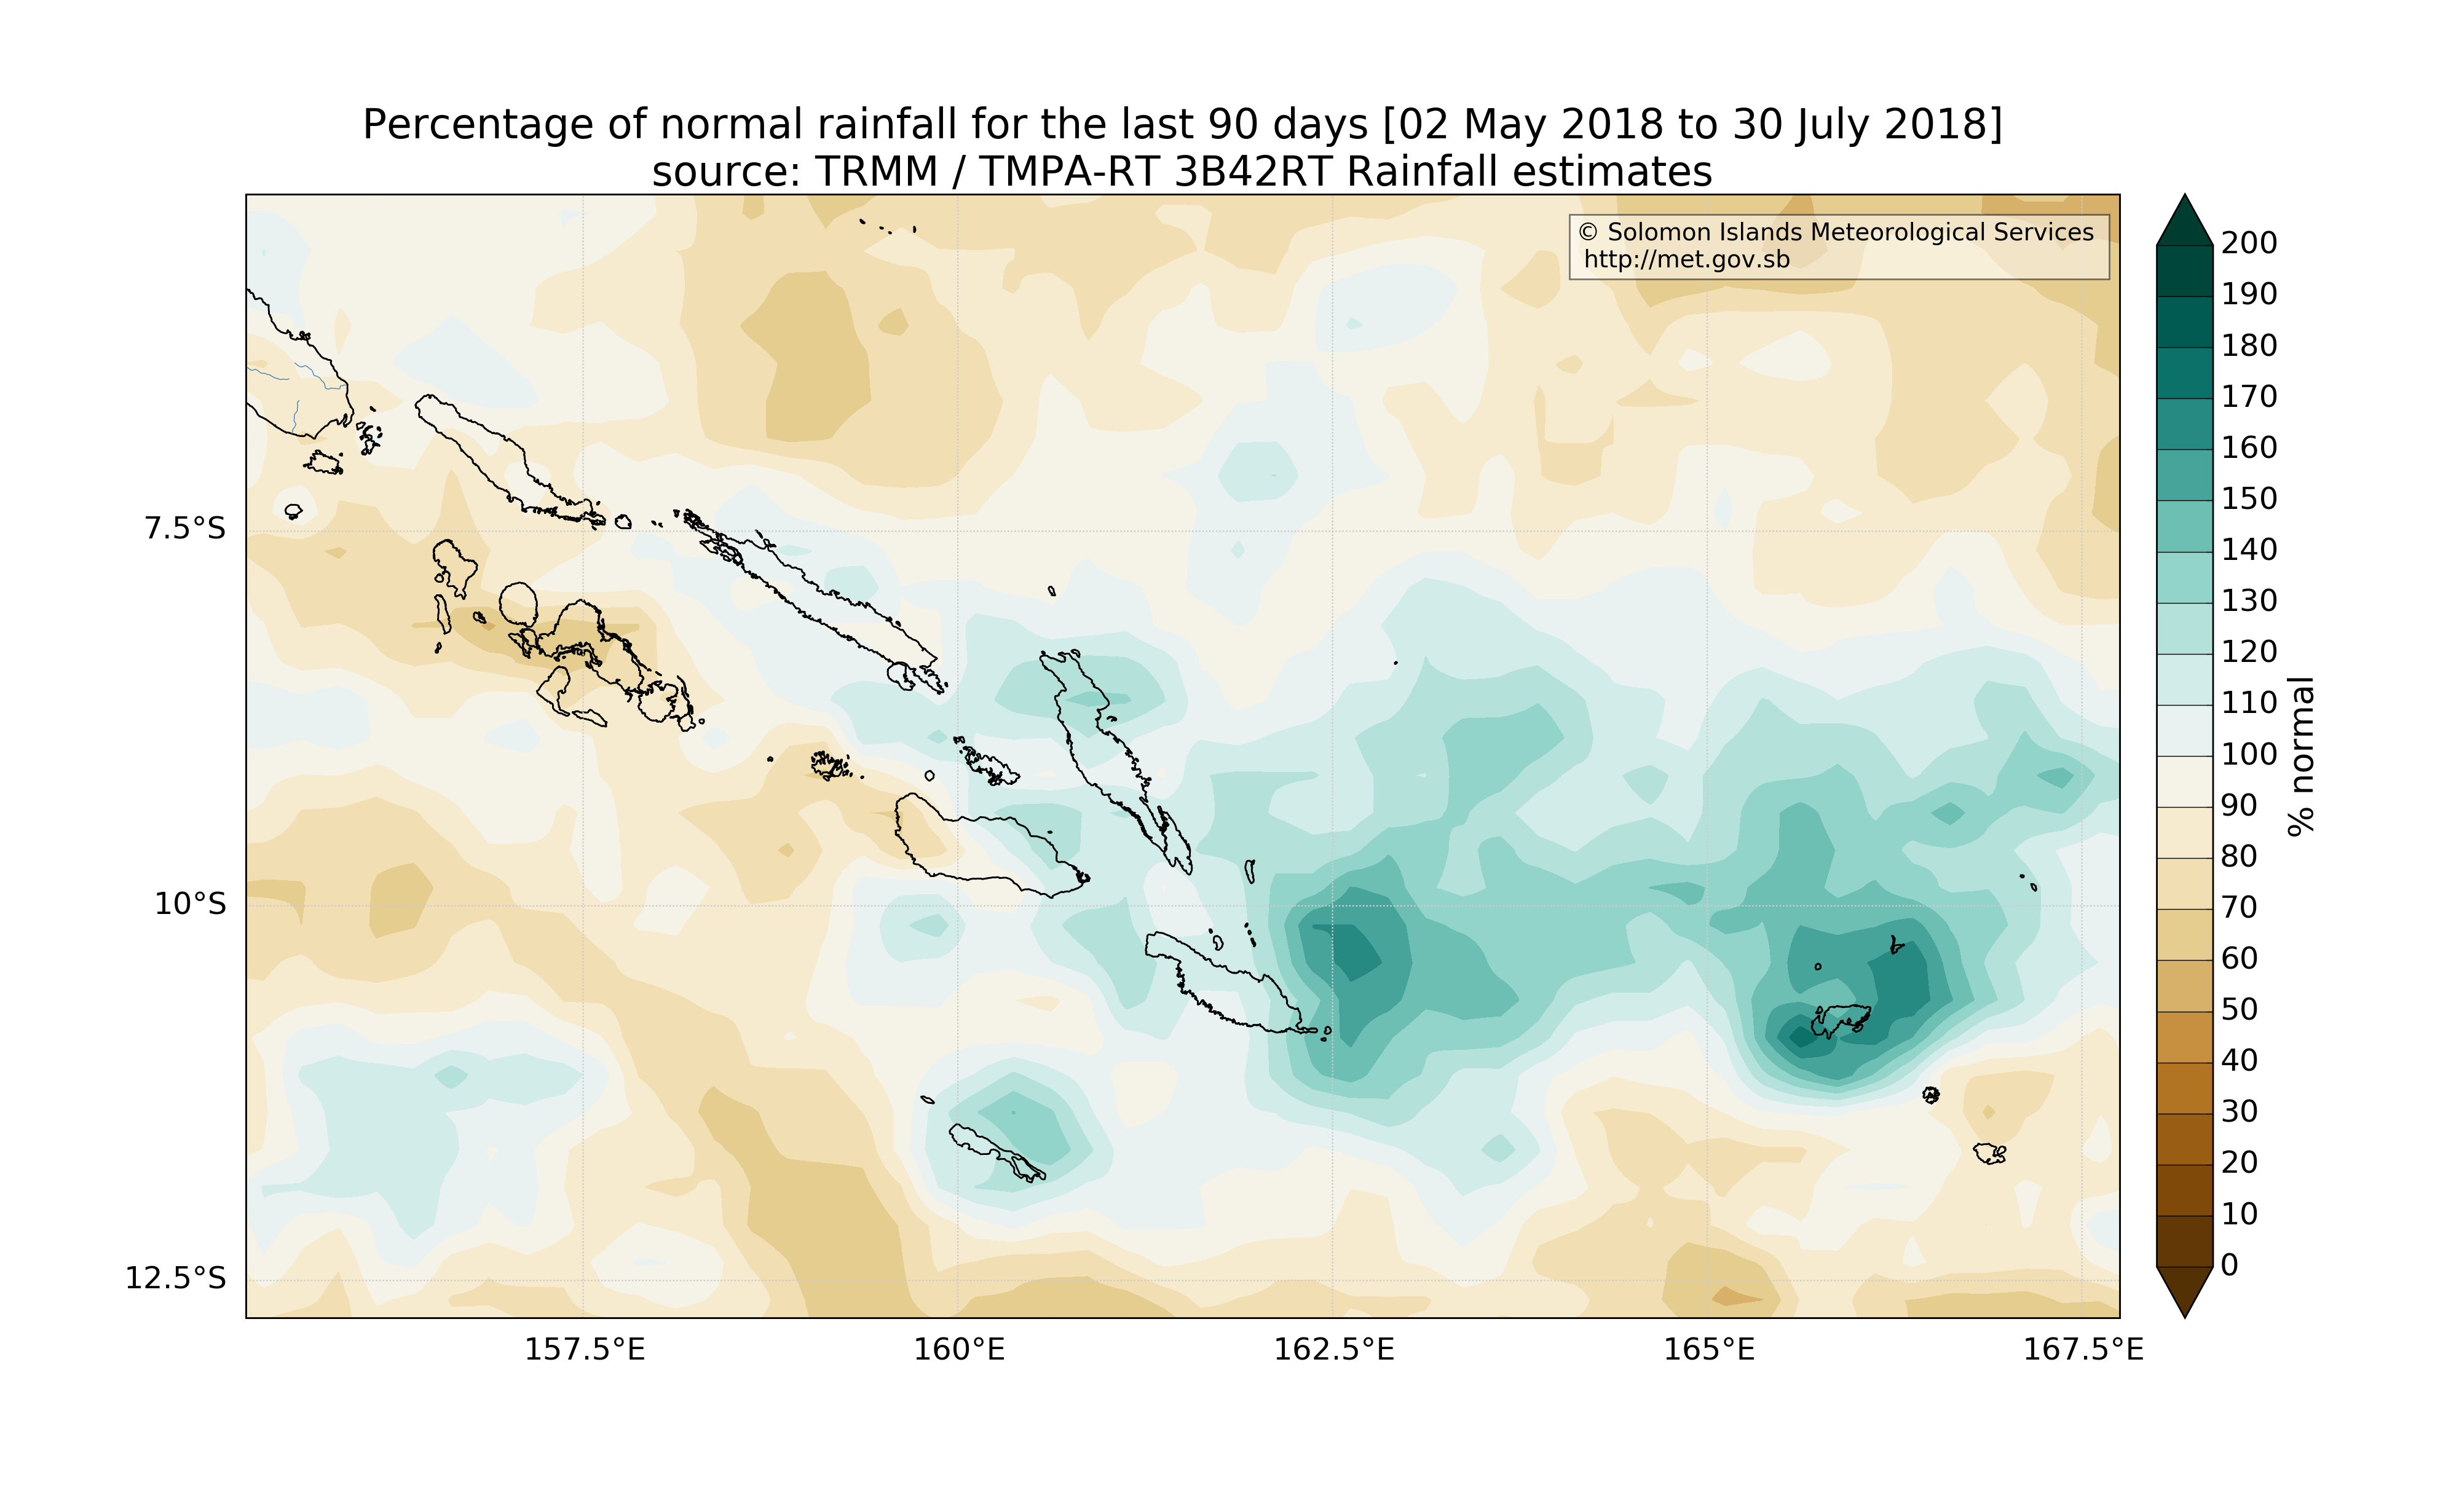 Percentage of normal rainfall for the last 90 days [02 May 2018 to 30 July 2018]
source: TRMM / TMPA-RT 3B42RT Rainfall estimates
© Solomon Islands Meteorological Services
http://met.gov.sb
7.5°S
10°S
12.5°S
157.5°E
160°E
162.5°E
165°E
167.5°E
200
190
180
170
160
150
140
130
120
110
100
90
80
70
60
50
40
30
20
10
0
% normal